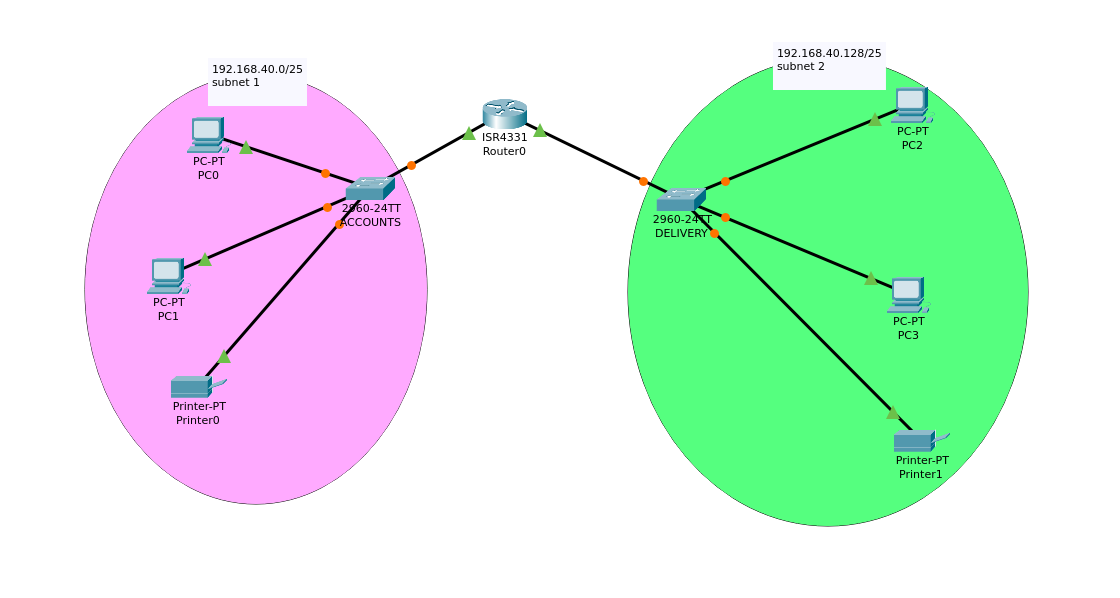 192.168.40.0/25
subnet 1
PC-PT
PC0
PC-PT
PC1
Printer-PT
Printer0
2960-24TT
ACCOUNTS
ISR4331
Router0
192.168.40.128/25
subnet 2
2960-24TT
DELIVERY
PC-PT
PC2
PC-PT
PC3
Printer-PT
Printer1